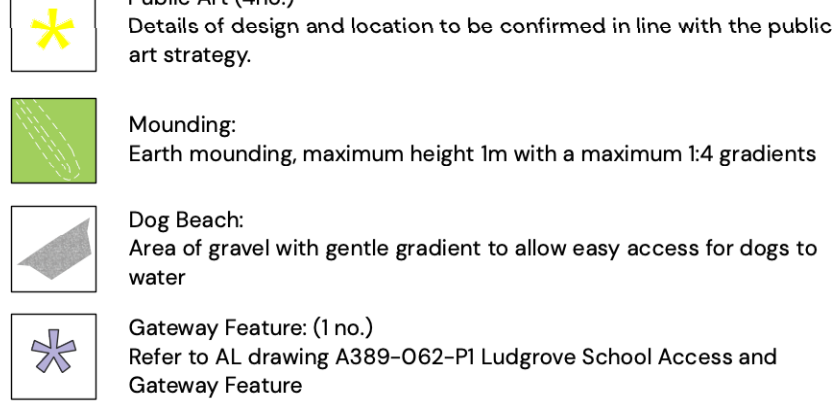 Public Art (4no.)
Details of design and location to be confirmed in line with the public
art strategy.
Mounding:
Earth mounding, maximum height 1m with a maximum 1:4 gradients
Dog Beach:
Area of gravel with gentle gradient to allow easy access for dogs to
water
Gateway Feature: (1 no.)
Refer to AL drawing A389-062-P1 Ludgrove School Access and
Gateway Feature